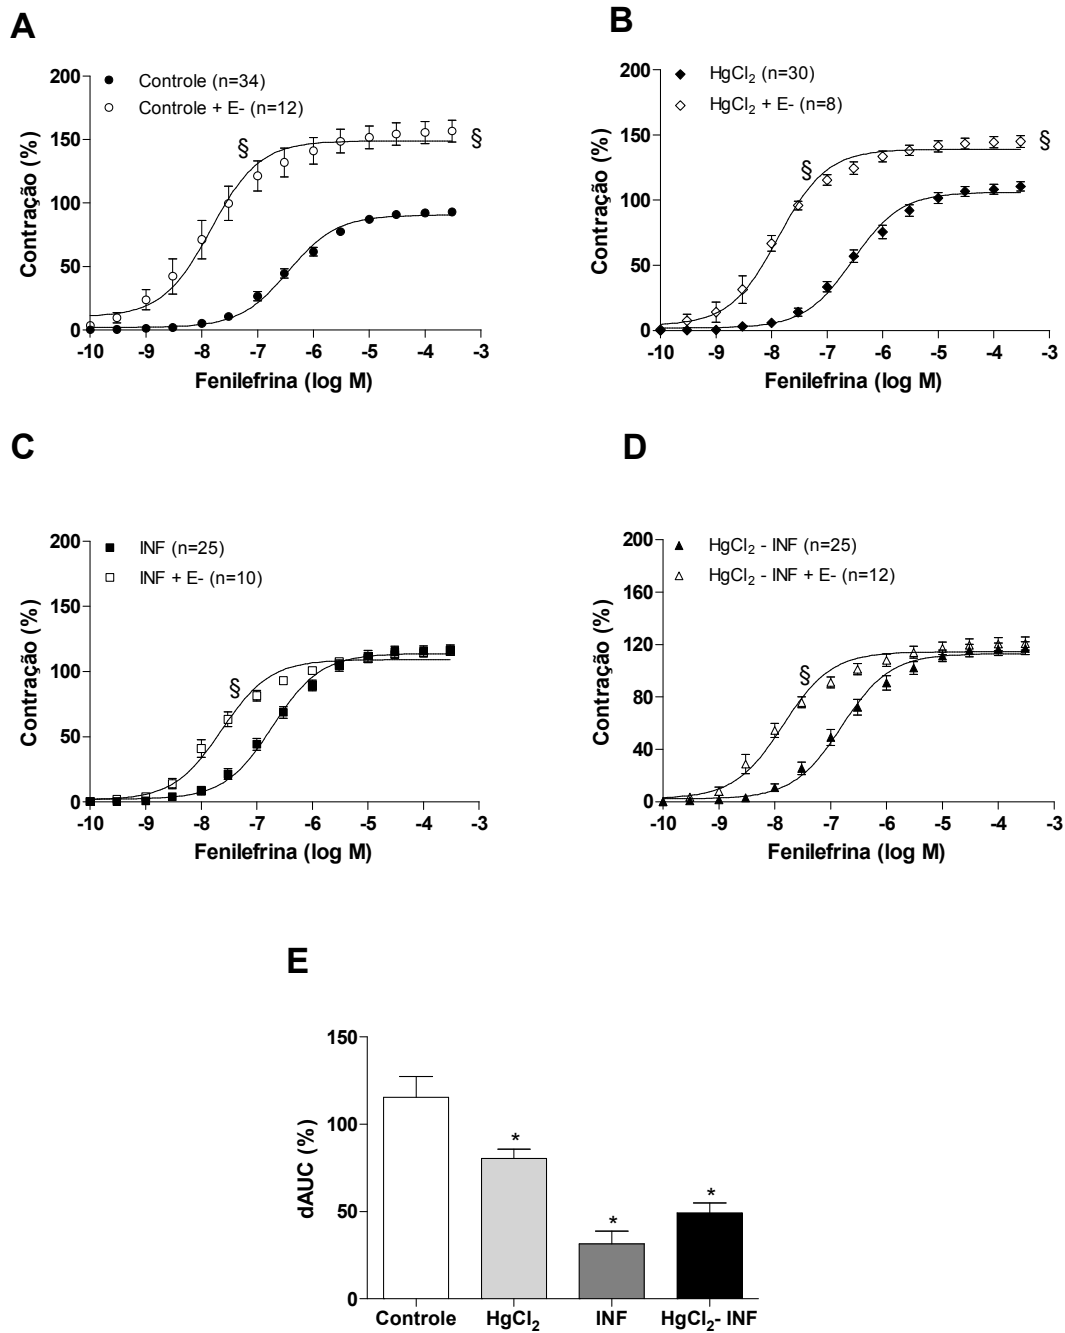 A
Controle (n=34)
Controle + E- (n=12)
200
150
100
50
0
Contração (%)
§
§
-10 -9 -8 -7 -6 -5 -4 -3
Fenilefrina (log M)
B
HgCl₂ (n=30)
HgCl₂ + E- (n=8)
200
150
100
50
0
Contração (%)
§
§
-10 -9 -8 -7 -6 -5 -4 -3
Fenilefrina (log M)
C
INF (n=25)
INF + E- (n=10)
200
150
100
50
0
Contração (%)
§
-10 -9 -8 -7 -6 -5 -4 -3
Fenilefrina (log M)
D
HgCl₂ - INF (n=25)
HgCl₂ - INF + E- (n=12)
200
160
120
80
40
0
Contração (%)
§
-10 -9 -8 -7 -6 -5 -4 -3
Fenilefrina (log M)
E
150
100
50
0
dAUC (%)
*
*
*
Controle HgCl₂ INF HgCl₂- INF